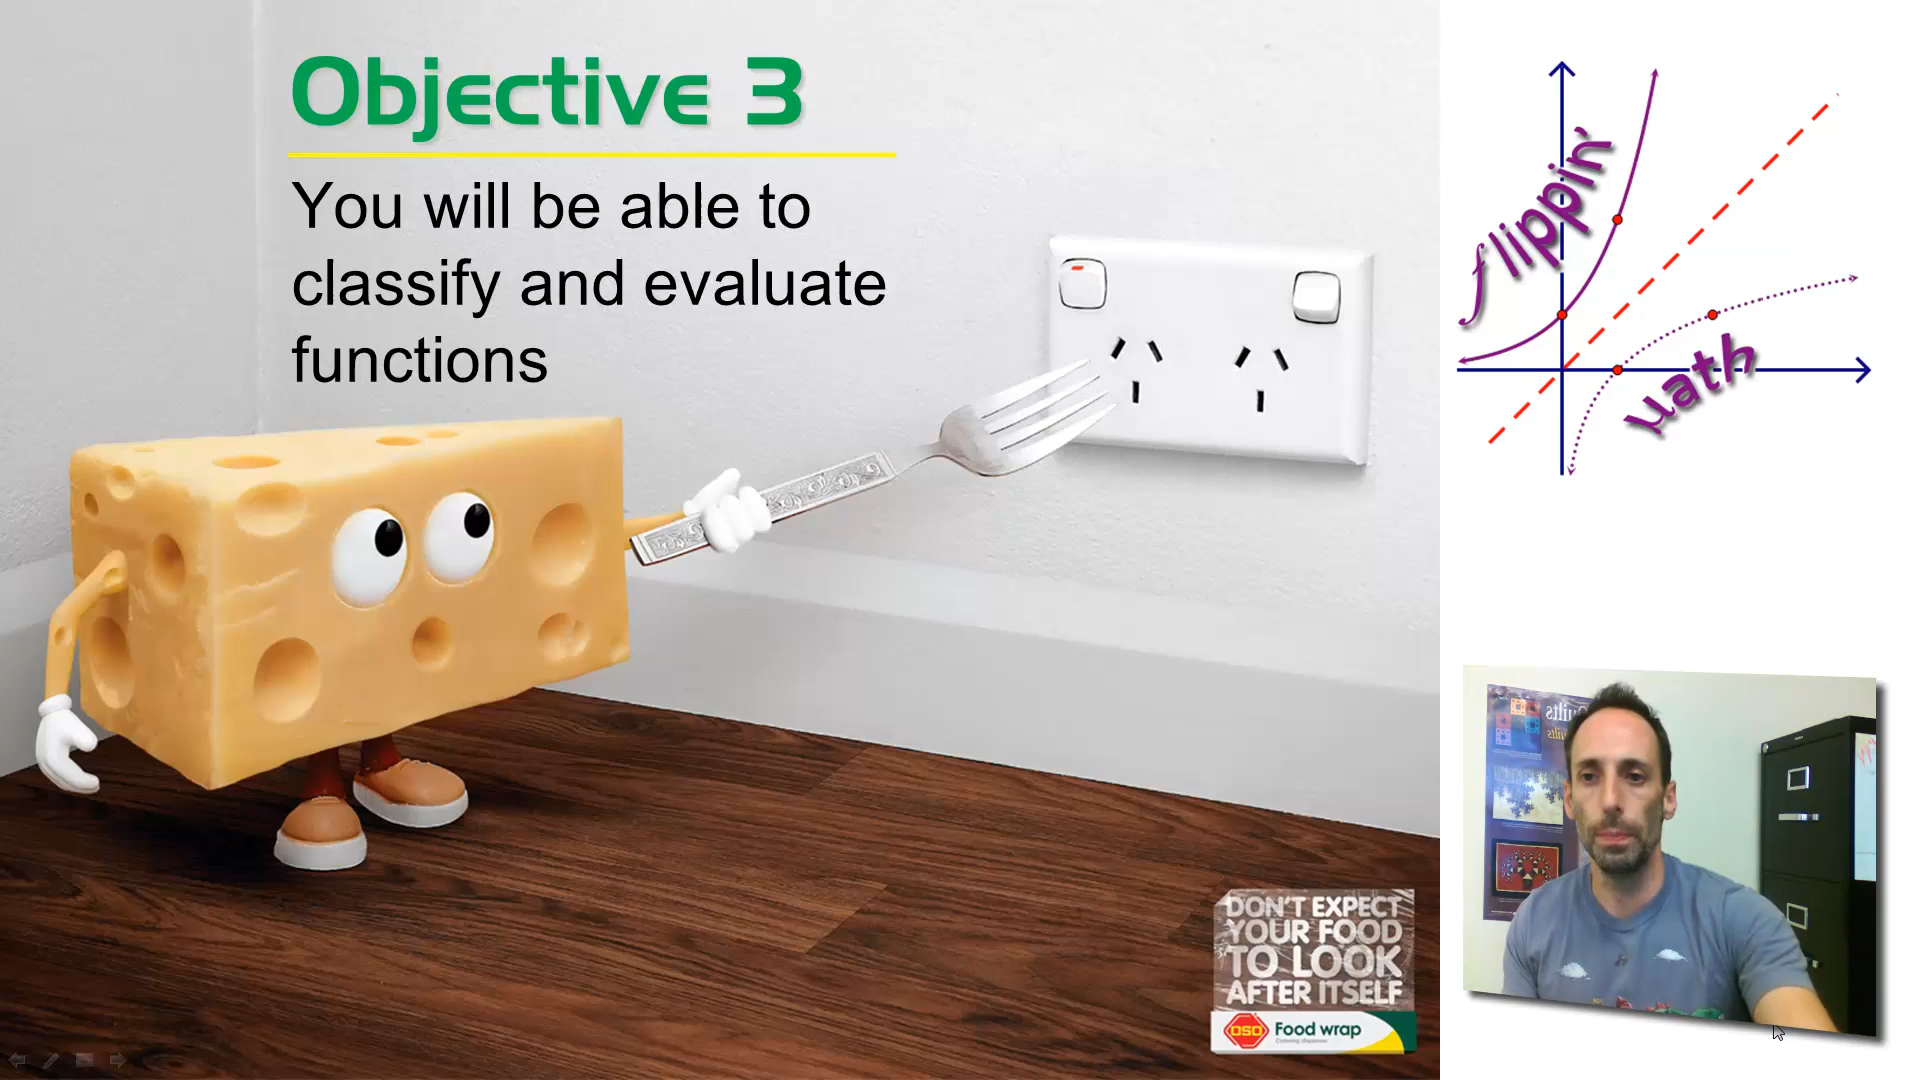 Objective 3
You will be able to
classify and evaluate
functions
DON'T EXPECT
YOUR FOOD
TO LOOK
AFTER ITSELF
OSO Food wrap
flippin'
math
uilts